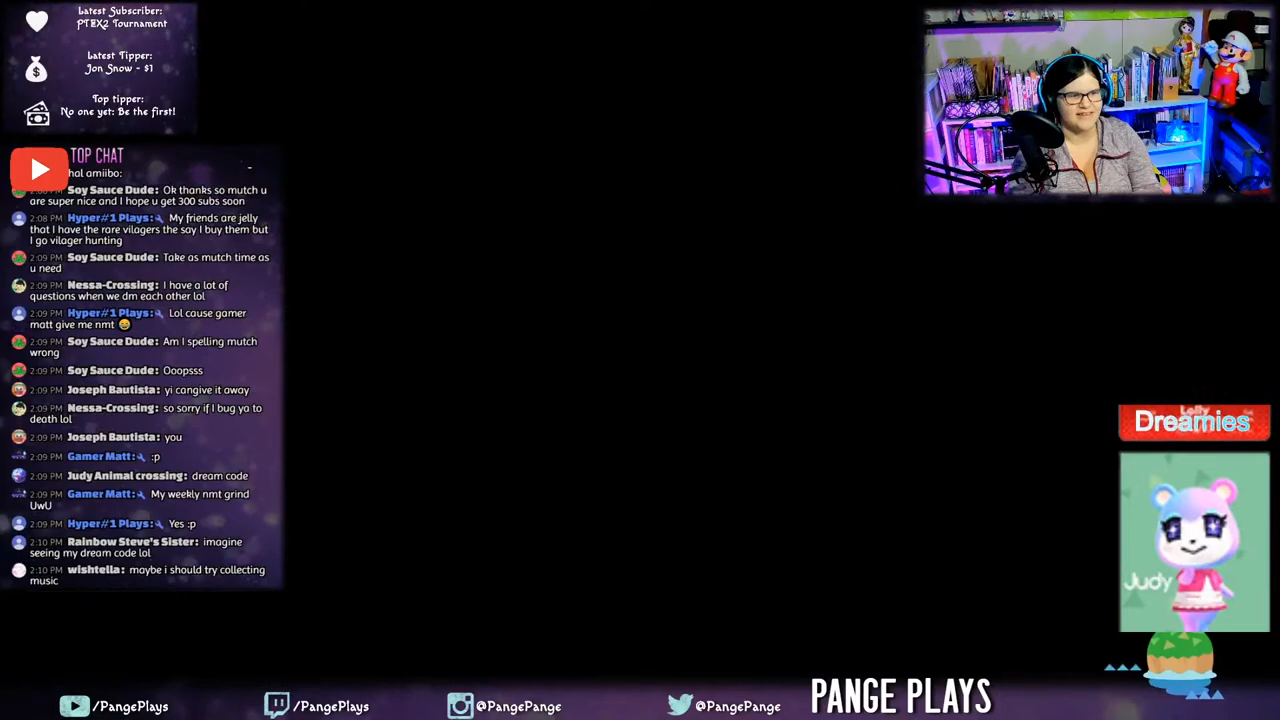 Latest Subscriber:
PTEX2 Tournament
Latest Tipper:
Jon Snow - $1
Top tipper:
No one yet: Be the first!
TOP CHAT
hal amiibo:
Soy Sauce Dude: Ok thanks so mutch u
are super nice and I hope u get 300 subs soon
2:08 PM Hyper#1 Plays: My friends are jelly
that I have the rare vilagers the say I buy them but
I go vilager hunting
2:09 PM Soy Sauce Dude: Take as mutch time as
u need
2:09 PM Nessa-Crossing: I have a lot of
questions when we dm each other lol
2:09 PM Hyper#1 Plays: Lol cause gamer
matt give me nmt 😂
2:09 PM Soy Sauce Dude: Am I spelling mutch
wrong
2:09 PM Soy Sauce Dude: Ooopsss
2:09 PM Joseph Bautista: yi cangive it away
2:09 PM Nessa-Crossing: so sorry if I bug ya to
death lol
2:09 PM Joseph Bautista: you
2:09 PM Gamer Matt: :p
2:09 PM Judy Animal crossing: dream code
2:09 PM Gamer Matt: My weekly nmt grind
UwU
2:09 PM Hyper#1 Plays: Yes :p
2:10 PM Rainbow Steve's Sister: imagine
seeing my dream code lol
2:10 PM wishtella: maybe i should try collecting
music
Lolly
Dreamies
Judy
/PangePlays
/PangePlays
@PangePange
@PangePange
PANGE PLAYS